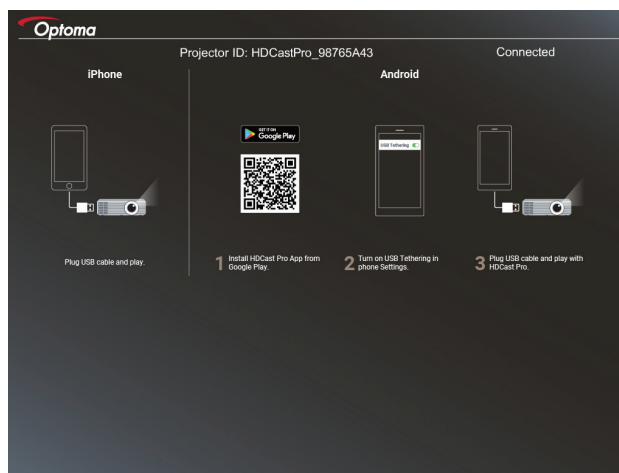 Optoma
Projector ID: HDCastPro_98765A43
Connected
iPhone
Android
GET IT ON
Google Play
USB Tethering
Plug USB cable and play.
1 Install HDCast Pro App from
Google Play.
2 Turn on USB Tethering in
phone Settings.
3 Plug USB cable and play with
HDCast Pro.